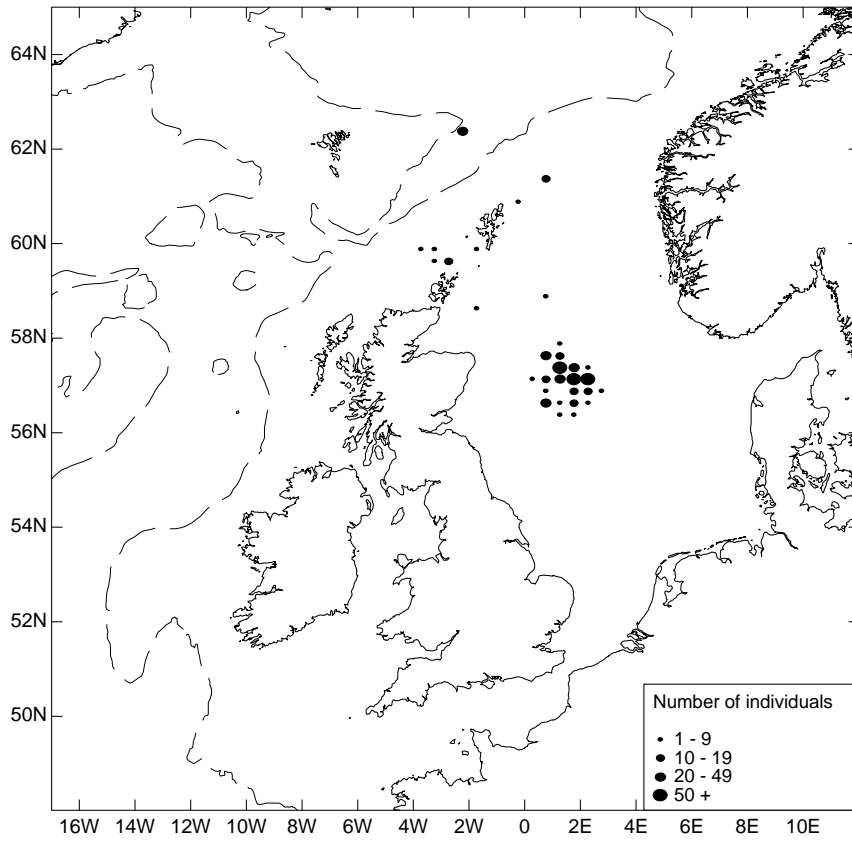 64N
62N
60N
58N
56N
54N
52N
50N
Number of individuals
1 - 9
10 - 19
20 - 49
50 +
16W 14W 12W 10W 8W 6W 4W 2W 0 2E 4E 6E 8E 10E